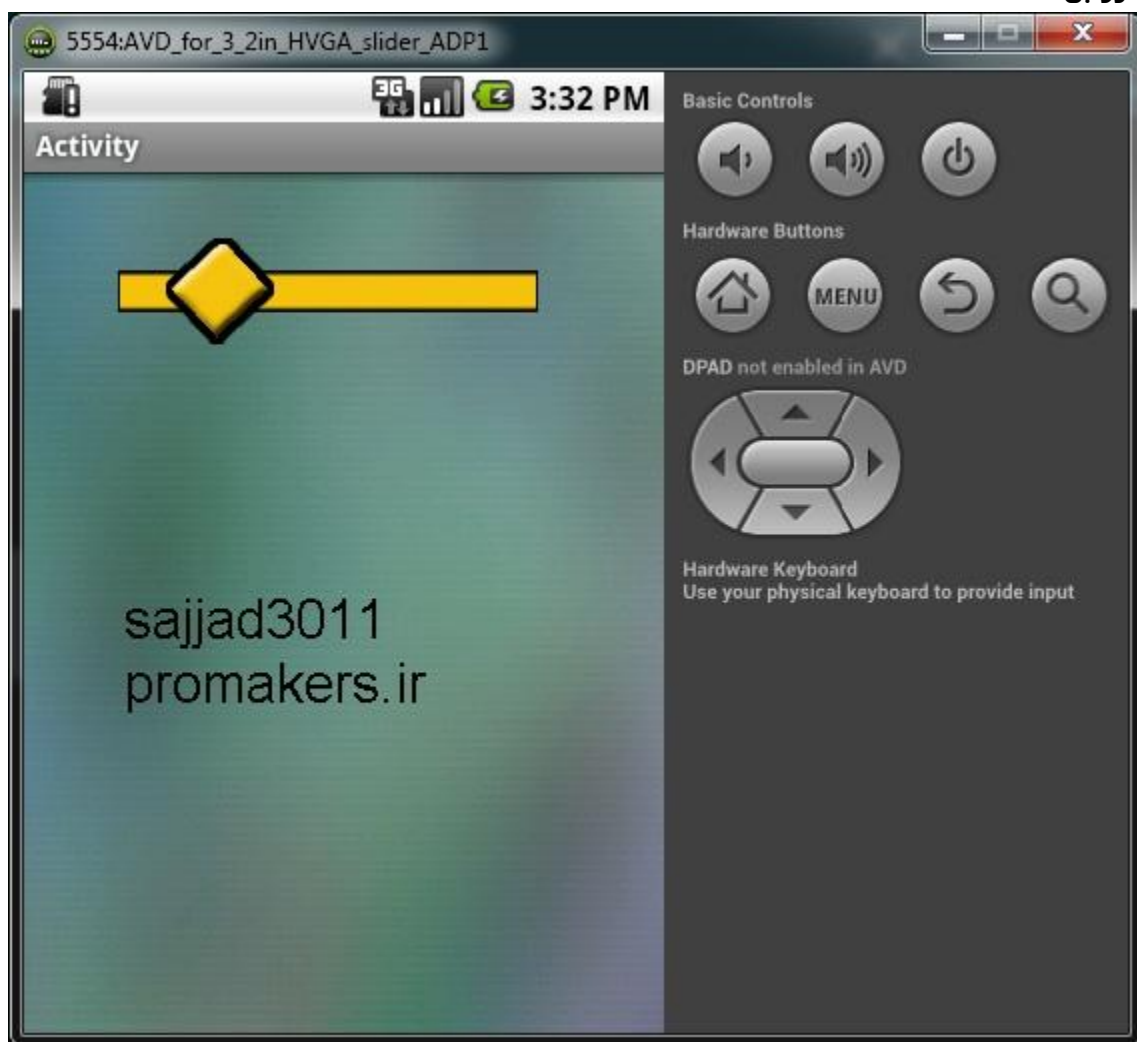 5554:AVD_for_3_2in_HVGA_slider_ADP1
3G
3:32 PM
Activity
Basic Controls
Hardware Buttons
MENU
DPAD not enabled in AVD
Hardware Keyboard
Use your physical keyboard to provide input
sajjad3011
promakers.ir